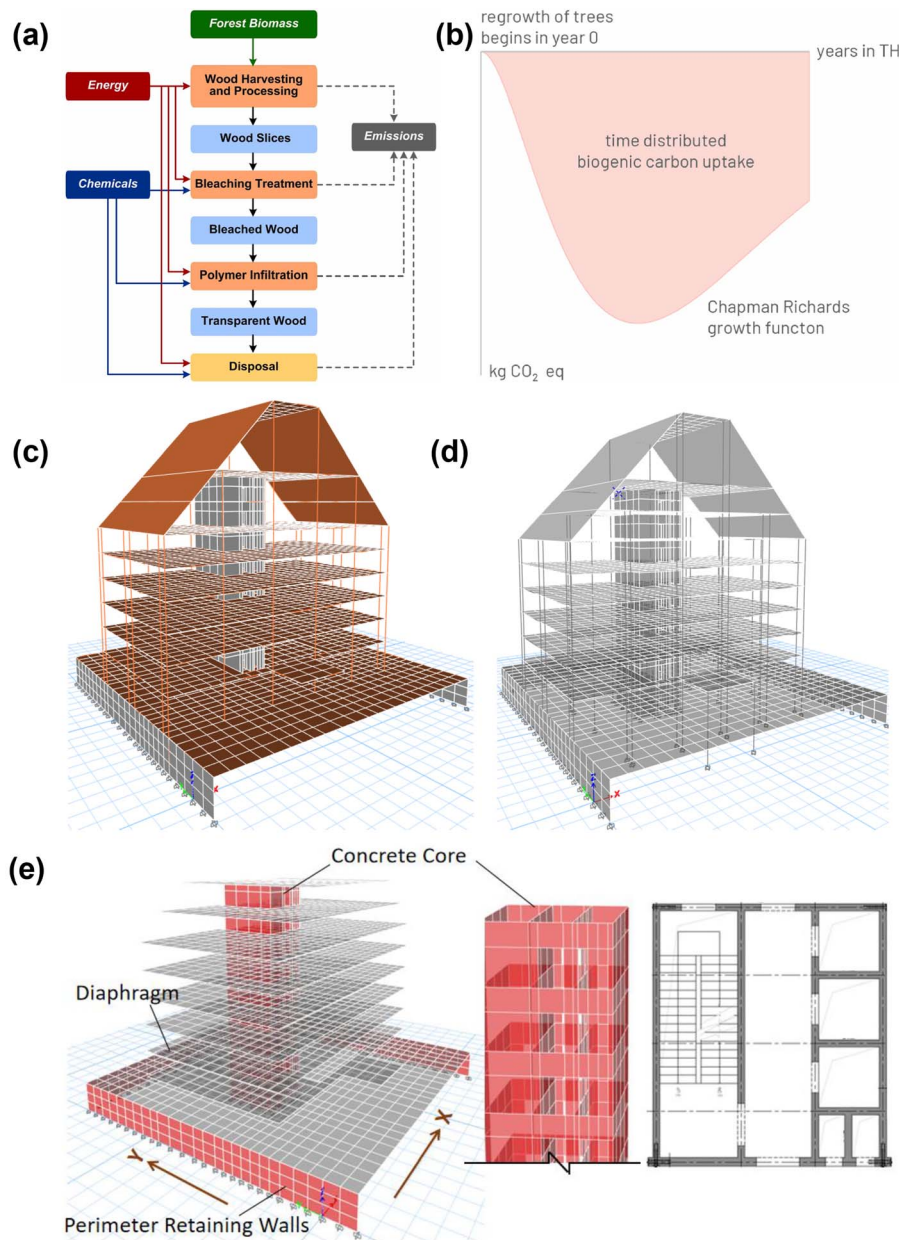 (a)
Forest Biomass
Energy
Wood Harvesting
and Processing
Wood Slices
Emissions
Chemicals
Bleaching Treatment
Bleached Wood
Polymer Infiltration
Transparent Wood
Disposal
(b)
regrowth of trees
begins in year 0
years in TH
time distributed
biogenic carbon uptake
Chapman Richards
growth functon
kg CO₂ eq
(c)
X
(d)
X
(e)
Concrete Core
Diaphragm
X
Y
Perimeter Retaining Walls